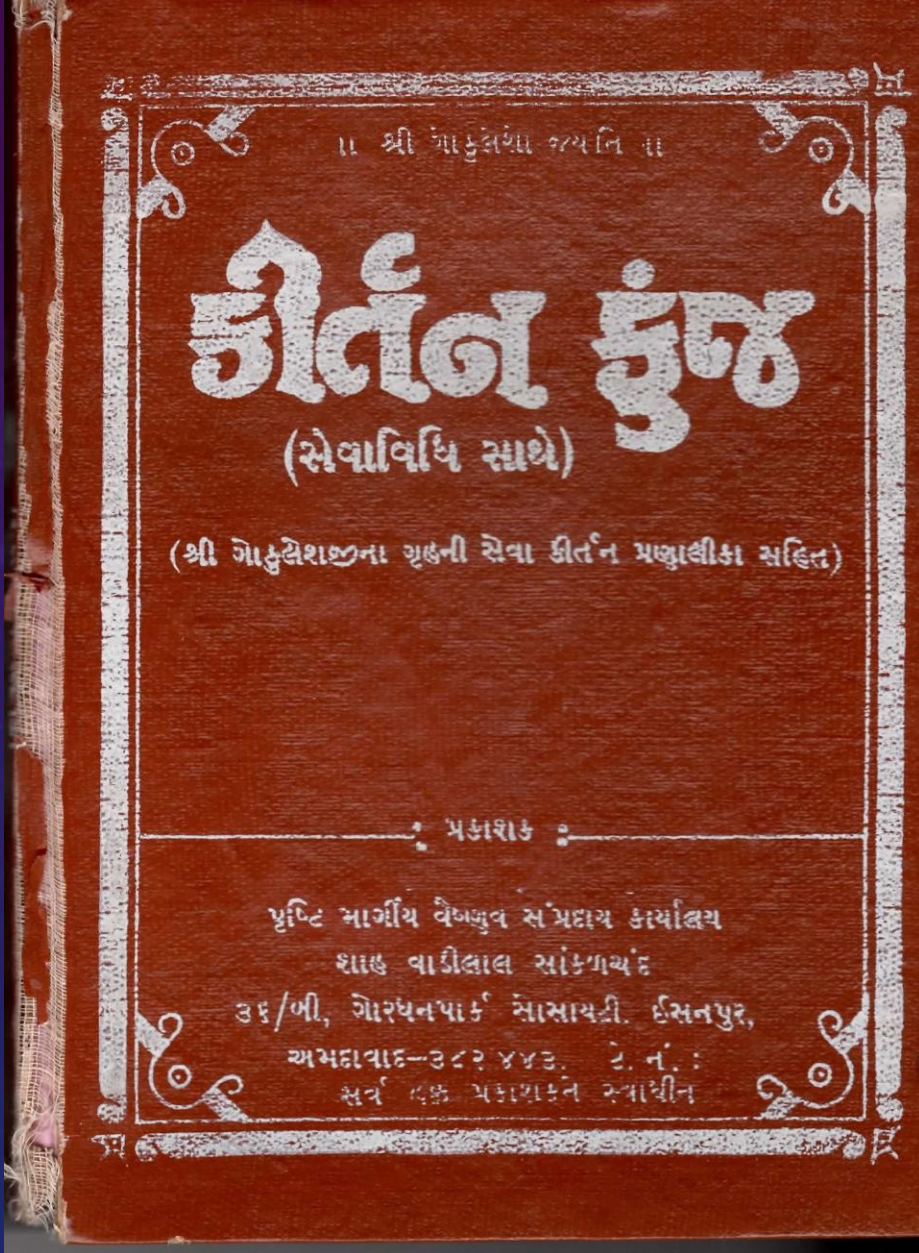 ॥ શ્રી ગોકુલેશો જયતિ ॥
કીર્તન કુંજ
(સેવાવિધિ સાથે)
(શ્રી ગોકુલેશજીના ગૃહની સેવા કીર્તન પ્રણાલીકા સહિત)
: પ્રકાશક :
પૃષ્ટિ માર્ગીય વૈષ્ણવ સંપ્રદાય કાર્યાલય
શાહ વાડીલાલ સાંકળચંદ
૩૬/બી, ગોરધનપાર્ક સોસાયટી, ઈસનપુર,
અમદાવાદ-૩૮૨ ૪૪૩. ટે. નં. :
સર્વ હક્ક પ્રકાશકને સ્વાધીન